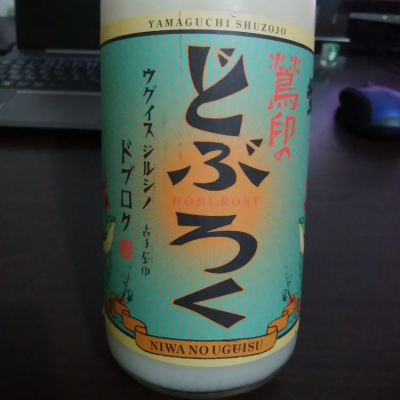 YAMAGUCHI SHUZOJO
鶯印の
どぶろく
DOBUROKU
ウグイス ジルシノ
ドブロク
NIWA NO UGUISU